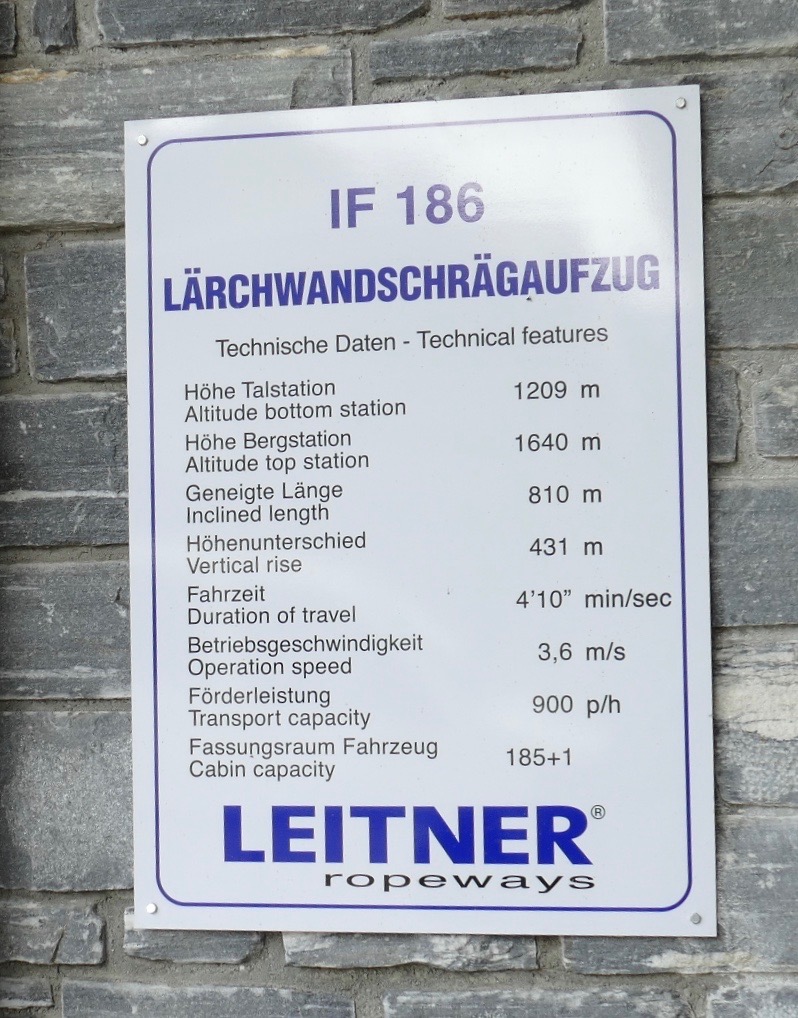 IF 186
LÄRCHWANDSCHRÄGAUFZUG
Technische Daten - Technical features
Höhe Talstation
Altitude bottom station 1209 m
Höhe Bergstation
Altitude top station 1640 m
Geneigte Länge
Inclined length 810 m
Höhenunterschied
Vertical rise 431 m
Fahrzeit
Duration of travel 4'10" min/sec
Betriebsgeschwindigkeit
Operation speed 3,6 m/s
Förderleistung
Transport capacity 900 p/h
Fassungsraum Fahrzeug
Cabin capacity 185+1
LEITNER®
ropeways